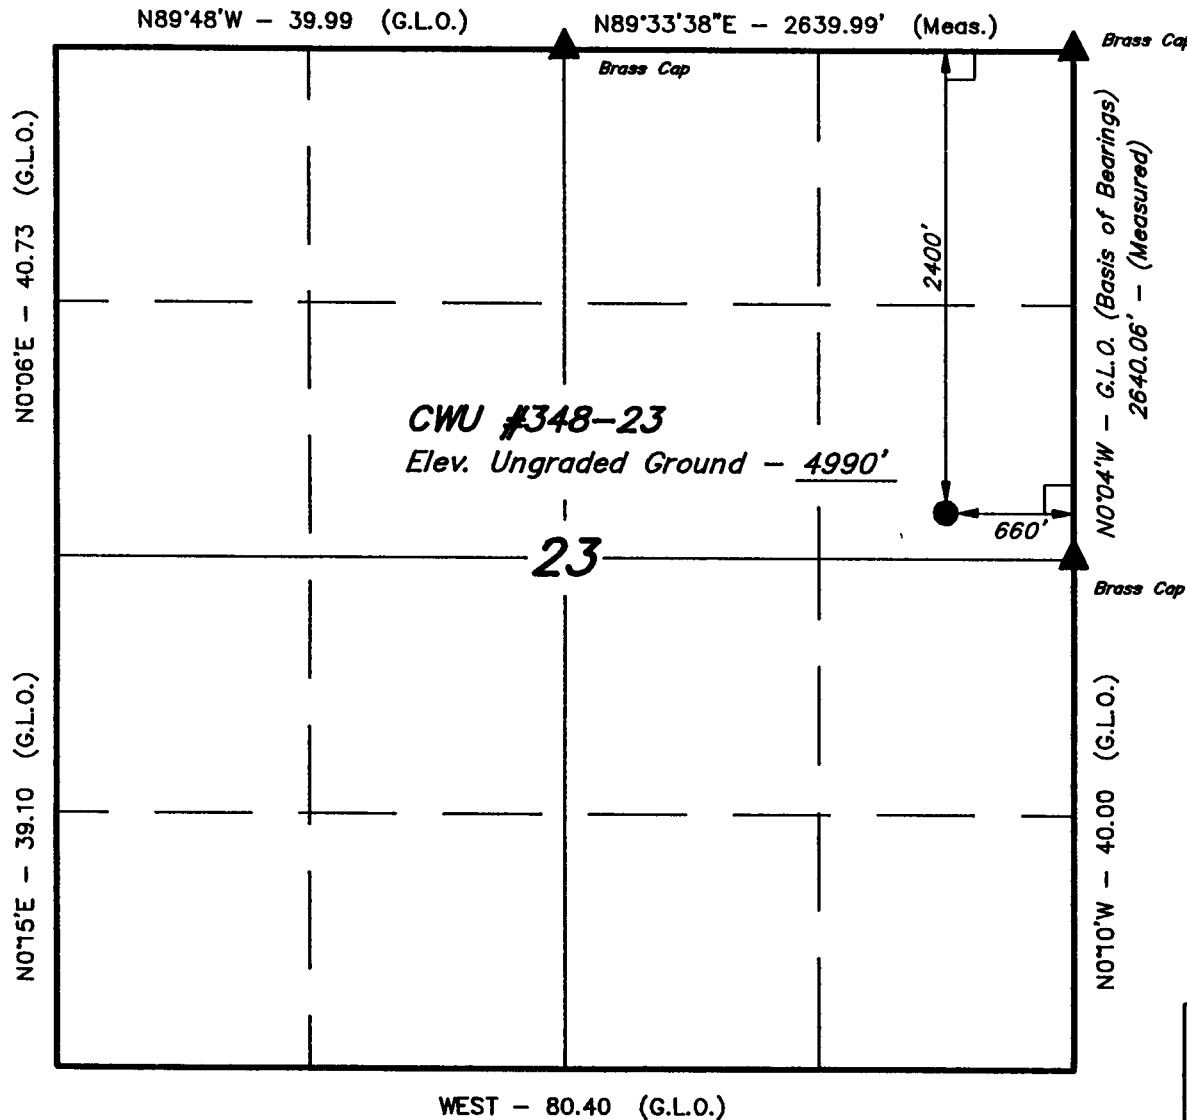 N89°48'W - 39.99 (G.L.O.)
N89°33'38"E - 2639.99' (Meas.)
Brass Cap
Brass Cap
N0°06'E - 40.73 (G.L.O.)
N0°04'W - G.L.O. (Basis of Bearings)
2640.06' - (Measured)
2400'
CWU #348-23
Elev. Ungraded Ground - 4990'
660'
23
Brass Cap
N0°15'E - 39.10 (G.L.O.)
N0°10'W - 40.00 (G.L.O.)
WEST - 80.40 (G.L.O.)